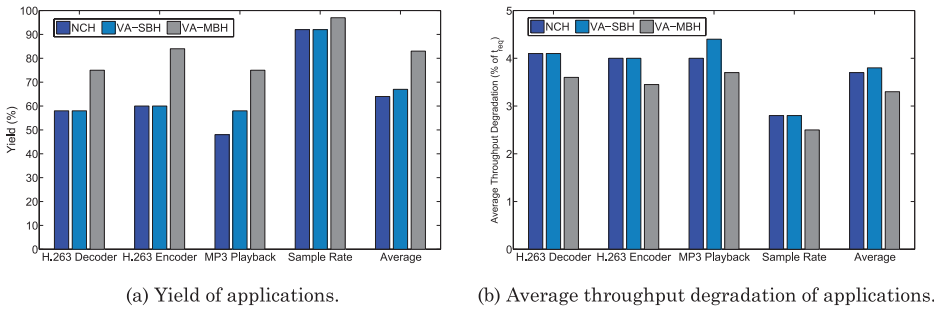 100
90
80
70
60
50
40
30
20
10
0
Yield (%)
NCH VA−SBH VA−MBH
H.263 Decoder H.263 Encoder MP3 Playback Sample Rate Average
(a) Yield of applications.
5
4
3
2
1
0
Average Throughput Degradation (% of t_req)
NCH VA−SBH VA−MBH
H.263 Decoder H.263 Encoder MP3 Playback Sample Rate Average
(b) Average throughput degradation of applications.